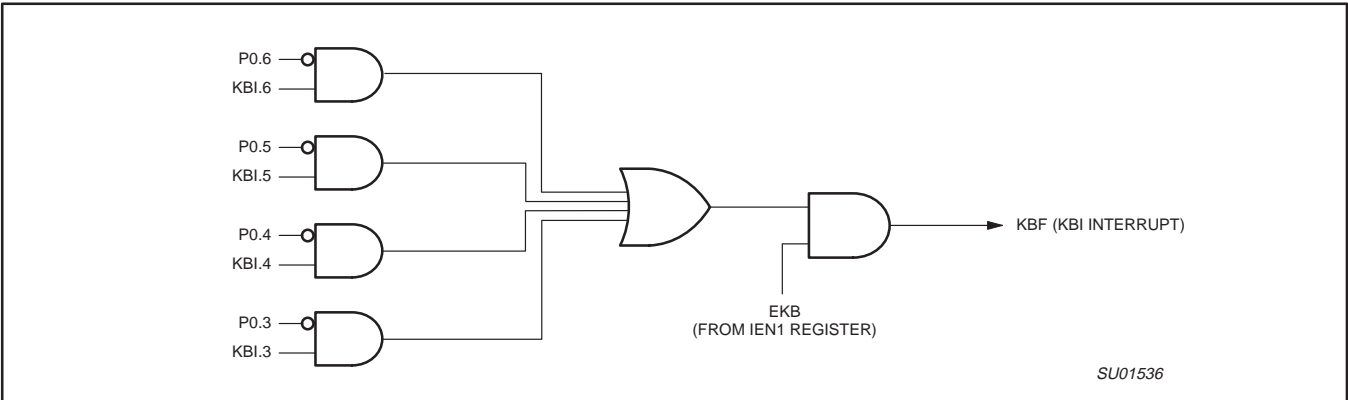 P0.6
KBI.6
P0.5
KBI.5
P0.4
KBI.4
P0.3
KBI.3
KBF (KBI INTERRUPT)
EKB
(FROM IEN1 REGISTER)
SU01536